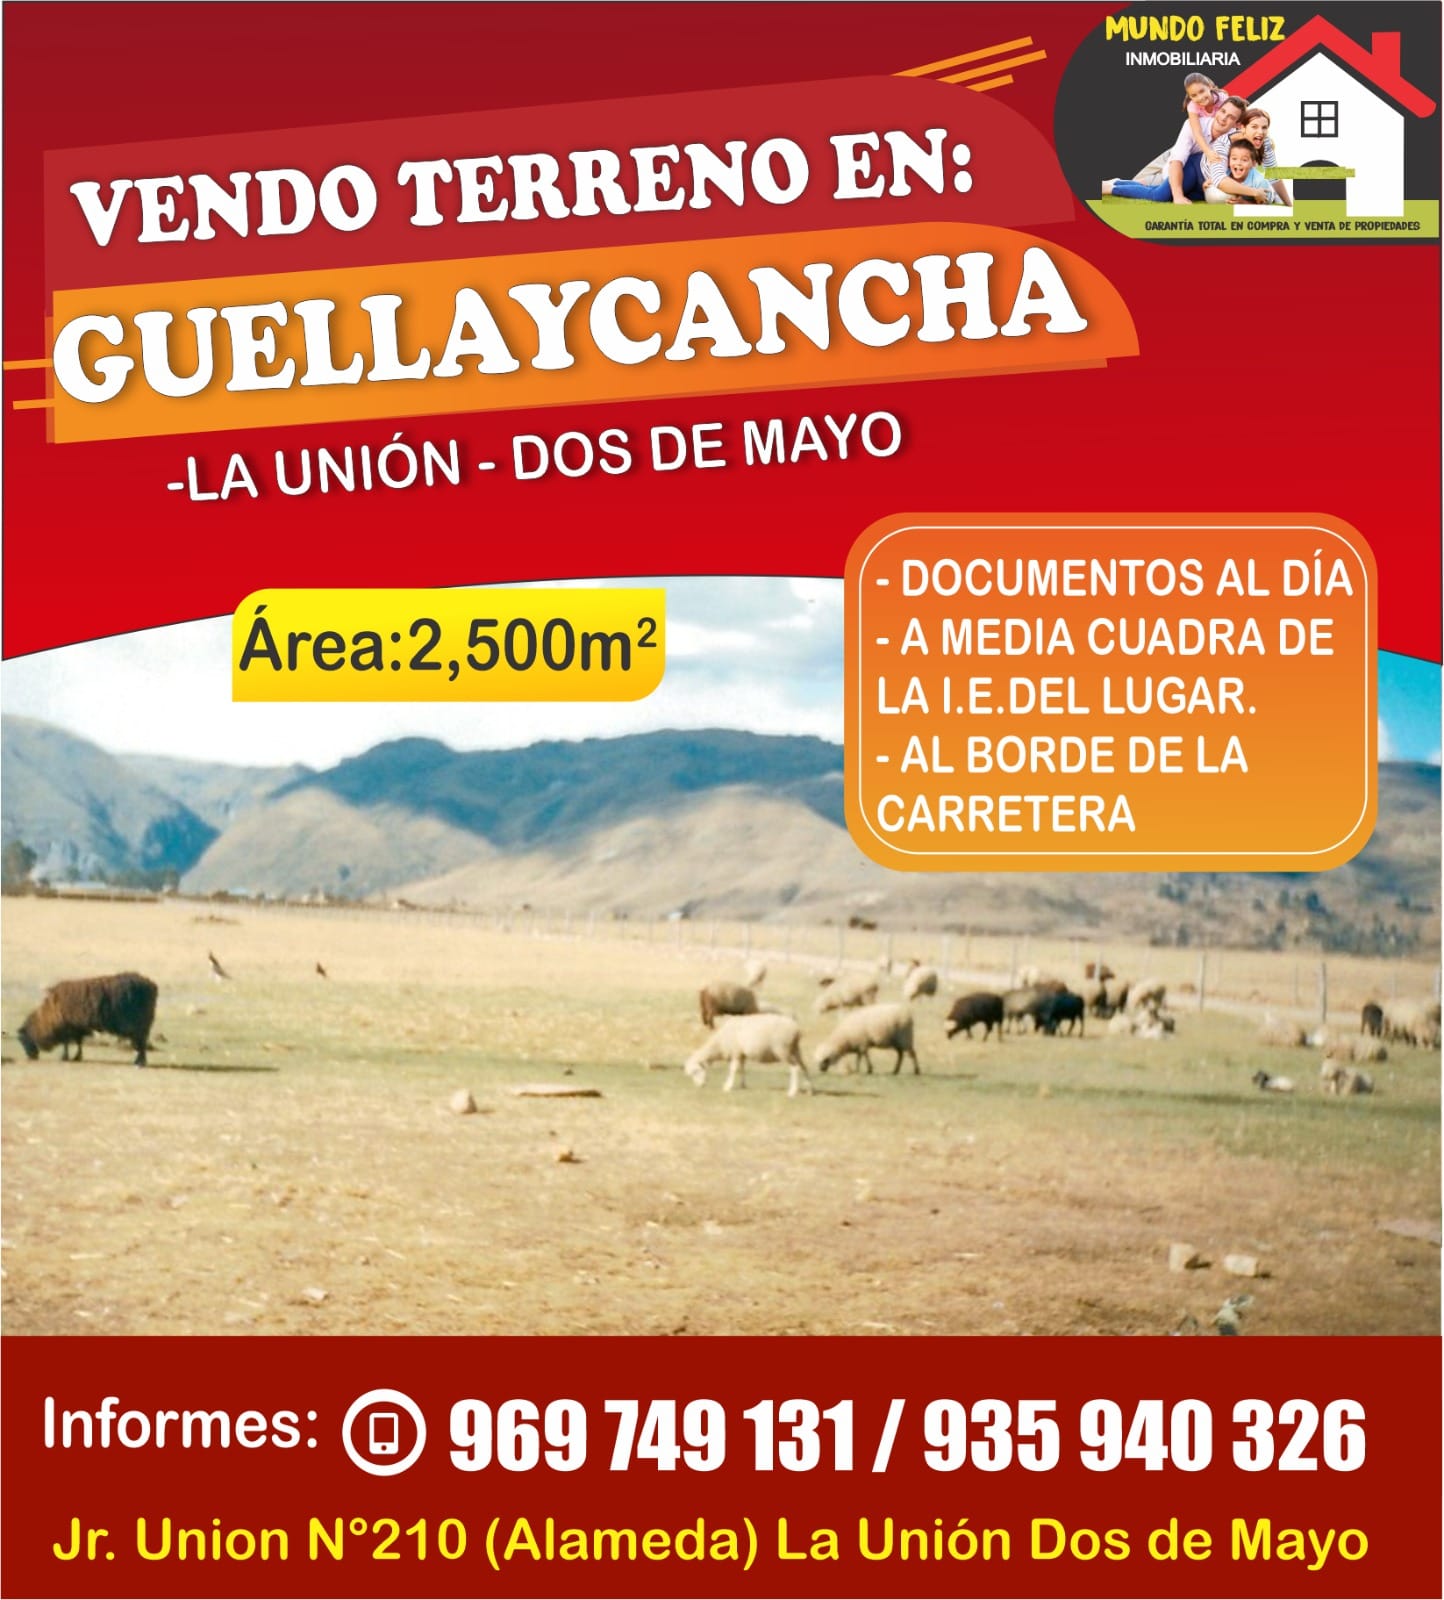 MUNDO FELIZ
INMOBILIARIA
GARANTÍA TOTAL EN COMPRA Y VENTA DE PROPIEDADES
VENDO TERRENO EN:
GUELLAYCANCHA
-LA UNIÓN - DOS DE MAYO
- DOCUMENTOS AL DÍA
- A MEDIA CUADRA DE
LA I.E.DEL LUGAR.
- AL BORDE DE LA
CARRETERA
Área:2,500m²
Informes: 969 749 131 / 935 940 326
Jr. Union N°210 (Alameda) La Unión Dos de Mayo